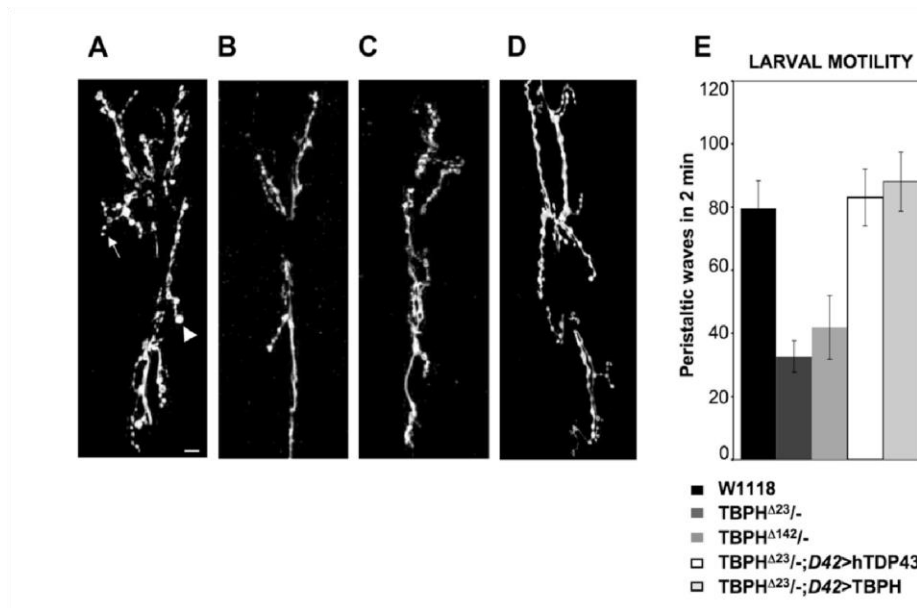 A B C D E
LARVAL MOTILITY
Peristaltic waves in 2 min
120
100
80
60
40
20
0
W1118
TBPHΔ23/-
TBPHΔ142/-
TBPHΔ23/-;D42>hTDP43
TBPHΔ23/-;D42>TBPH